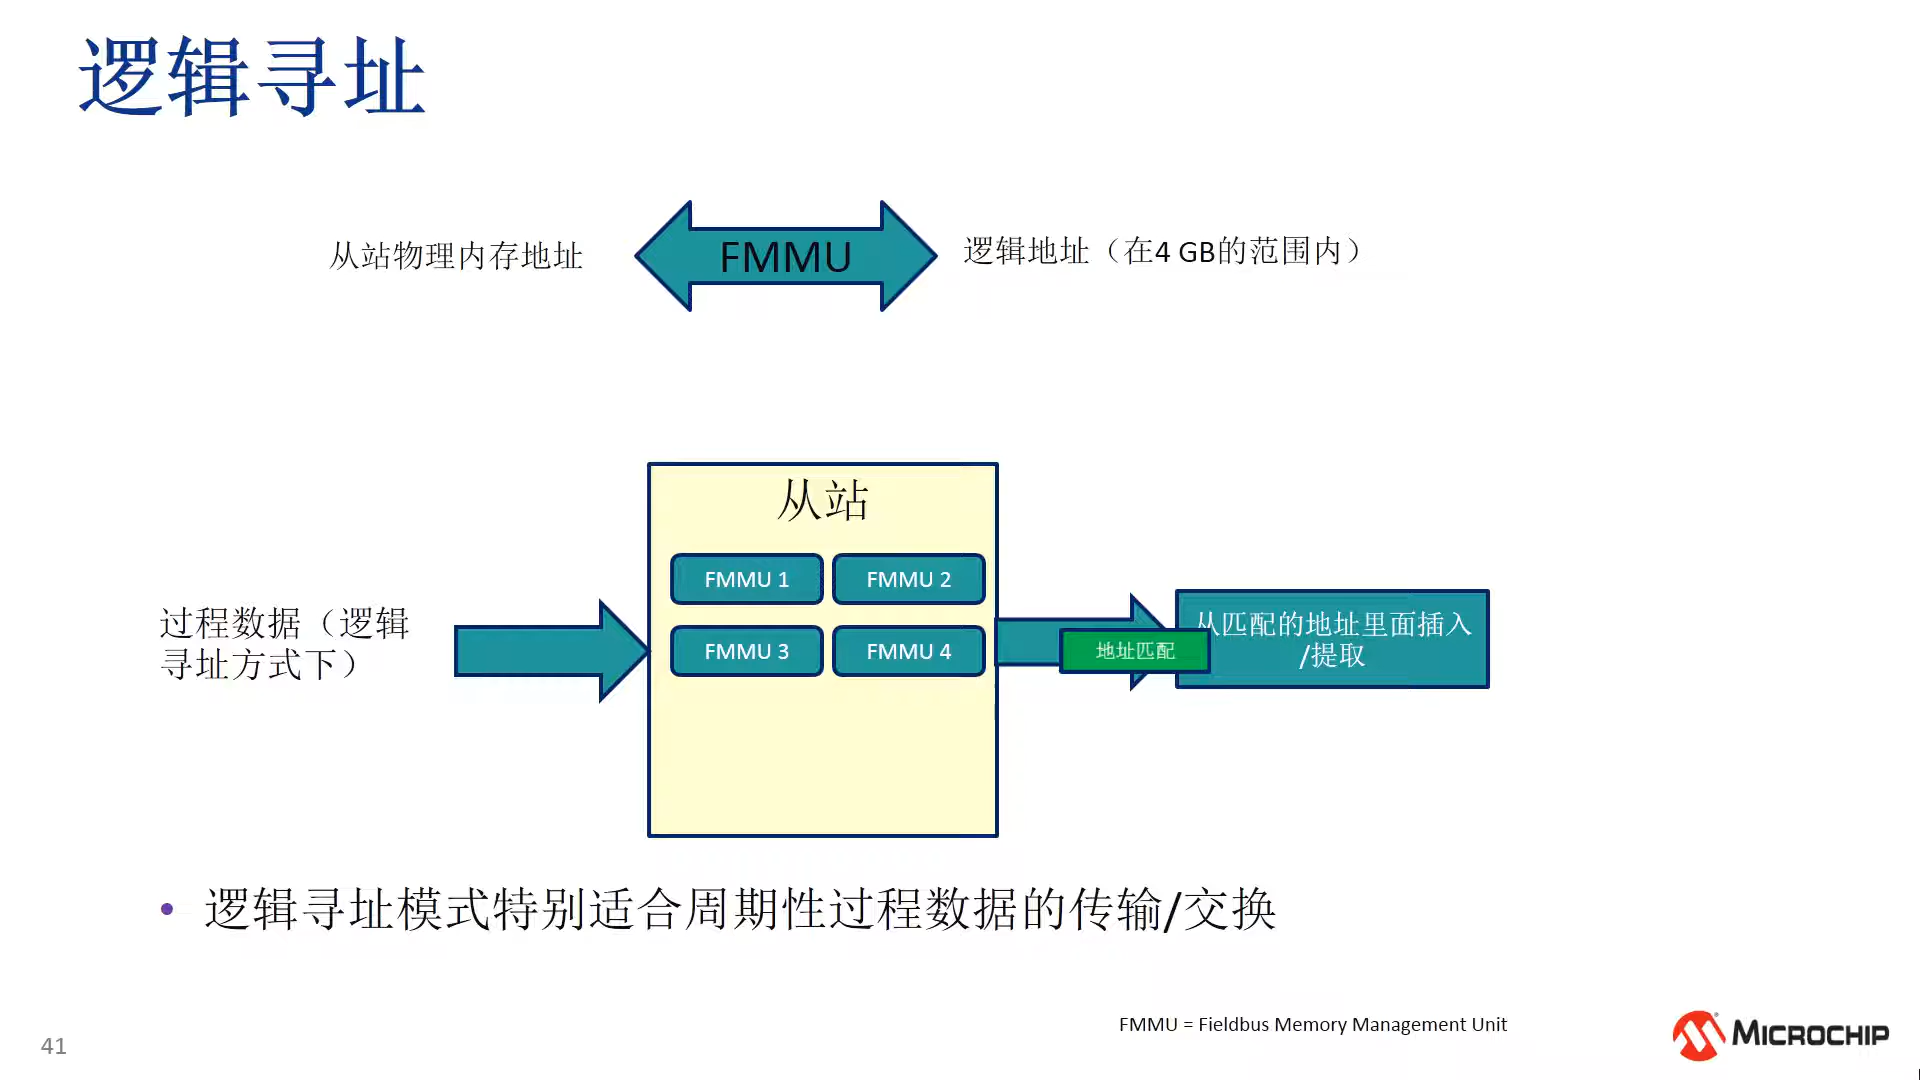 逻辑寻址
从站物理内存地址
FMMU
逻辑地址（在4 GB的范围内）
从站
FMMU 1
FMMU 2
FMMU 3
FMMU 4
过程数据（逻辑
寻址方式下）
地址匹配
从匹配的地址里面插入
/提取
• 逻辑寻址模式特别适合周期性过程数据的传输/交换
FMMU = Fieldbus Memory Management Unit
41
MICROCHIP